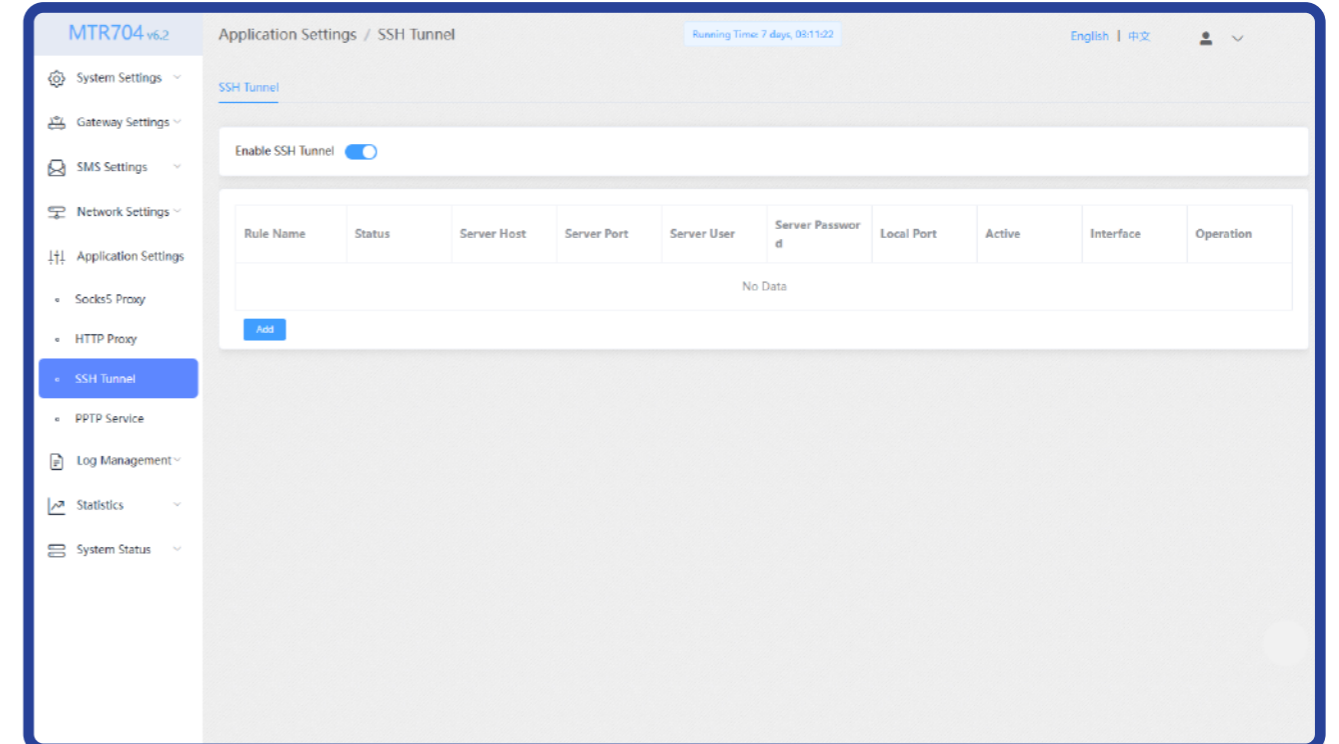 MTR704 v6.2
Application Settings / SSH Tunnel
Running Time: 7 days, 03:11:22
English | 中文
System Settings
Gateway Settings
SMS Settings
Network Settings
Application Settings
Socks5 Proxy
HTTP Proxy
SSH Tunnel
PPTP Service
Log Management
Statistics
System Status
SSH Tunnel
Enable SSH Tunnel
Rule Name Status Server Host Server Port Server User Server Passwor Local Port Active Interface Operation
d
No Data
Add